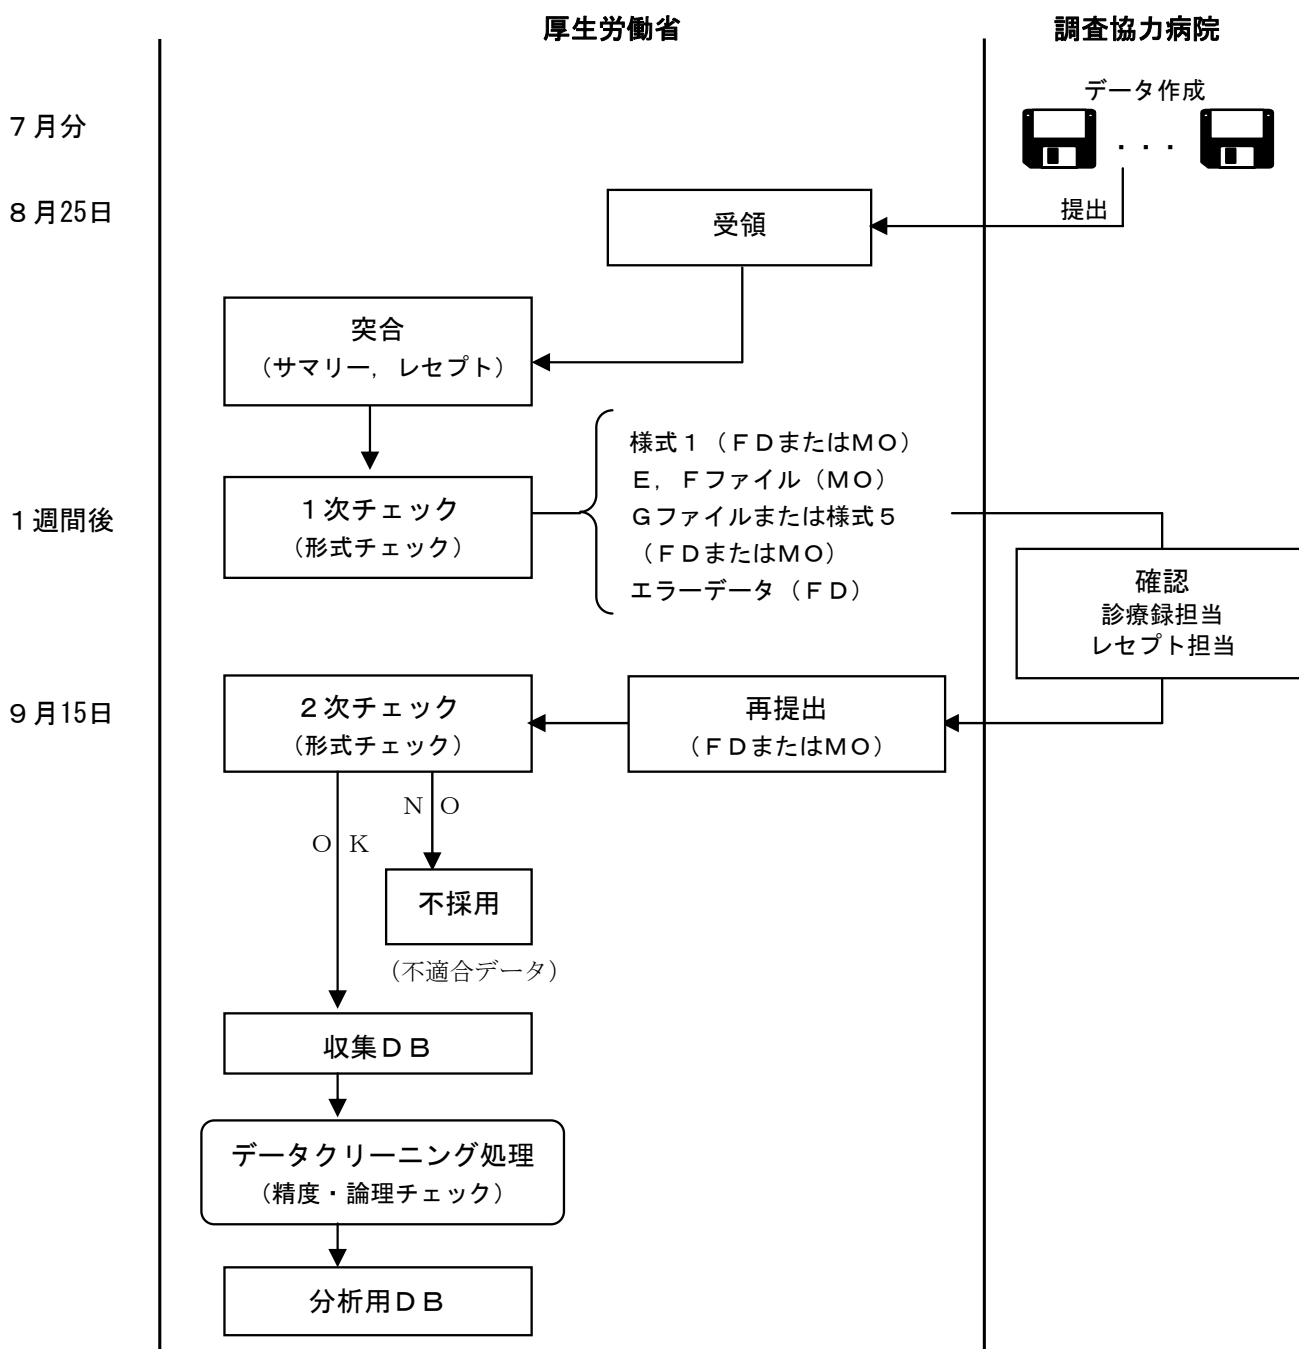 厚生労働省
調査協力病院
データ作成
７月分
・・・
８月25日
提出
受領
突合
（サマリー，レセプト）
様式１（ＦＤまたはＭＯ）
Ｅ，Ｆファイル（ＭＯ）
１週間後
１次チェック
（形式チェック）
Ｇファイルまたは様式５
（ＦＤまたはＭＯ）
エラーデータ（ＦＤ）
確認
診療録担当
レセプト担当
９月15日
２次チェック
（形式チェック）
再提出
（ＦＤまたはＭＯ）
ＮＯ
ＯＫ
不採用
（不適合データ）
収集ＤＢ
データクリーニング処理
（精度・論理チェック）
分析用ＤＢ